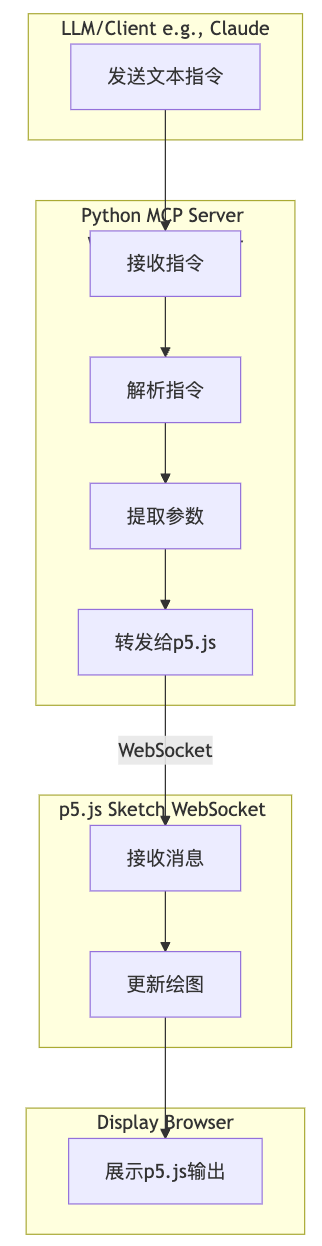 LLM/Client e.g., Claude
发送文本指令
Python MCP Server
接收指令
解析指令
提取参数
转发给p5.js
WebSocket
p5.js Sketch WebSocket
接收消息
更新绘图
Display Browser
展示p5.js输出